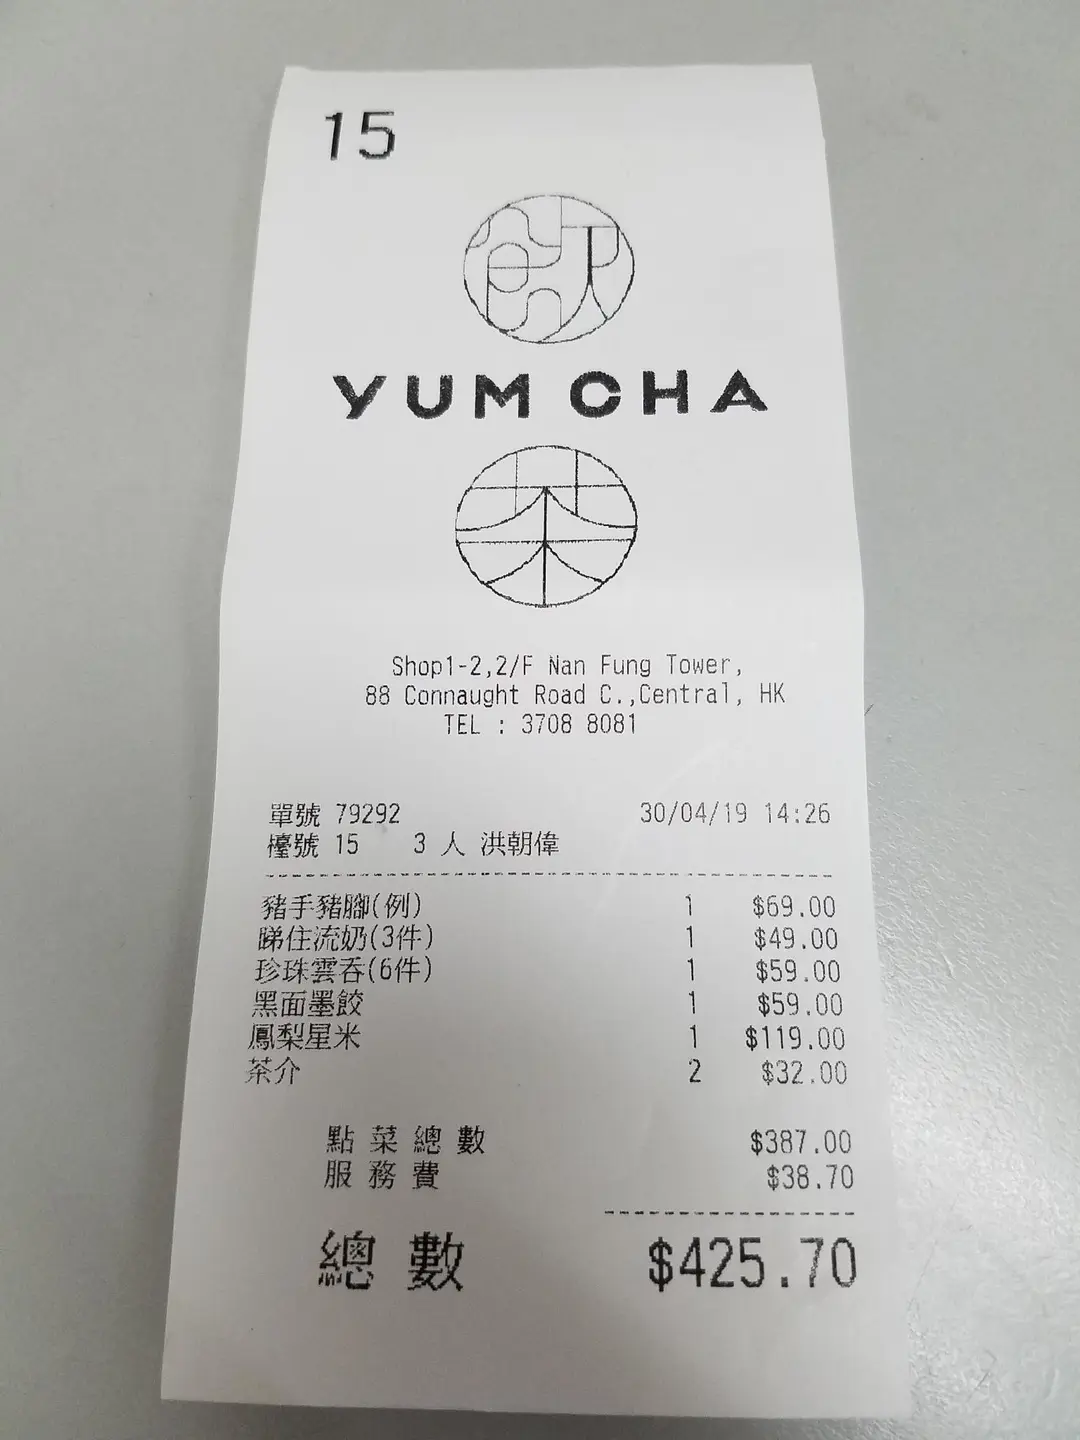 15
飲
YUM CHA
茶
Shop1-2,2/F Nan Fung Tower,
88 Connaught Road C.,Central, HK
TEL : 3708 8081
單號 79292 30/04/19 14:26
檯號 15 3 人 洪朝偉
豬手豬腳(例) 1 $69.00
睇住流奶(3件) 1 $49.00
珍珠雲吞(6件) 1 $59.00
黑面墨餃 1 $59.00
鳳梨星米 1 $119.00
茶介 2 $32.00
點菜總數 $387.00
服務費 $38.70
總數 $425.70